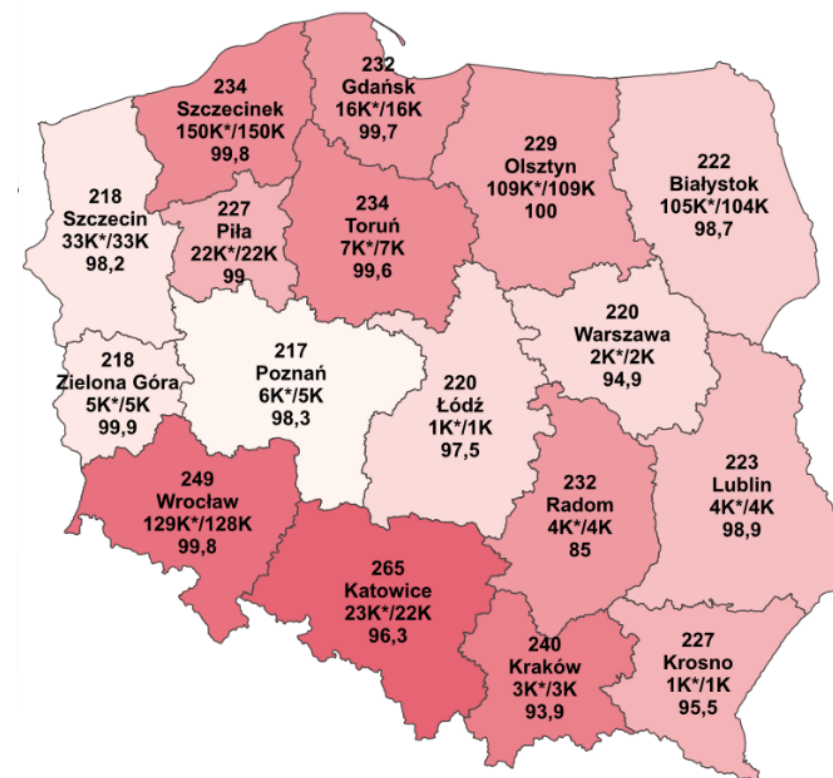 232
Gdańsk
16K*/16K
99,7
234
Szczecinek
150K*/150K
99,8
229
Olsztyn
109K*/109K
100
222
Białystok
105K*/104K
98,7
218
Szczecin
33K*/33K
98,2
227
Piła
22K*/22K
99
234
Toruń
7K*/7K
99,6
220
Warszawa
2K*/2K
94,9
218
Zielona Góra
5K*/5K
99,9
217
Poznań
6K*/5K
98,3
220
Łódź
1K*/1K
97,5
249
Wrocław
129K*/128K
99,8
232
Radom
4K*/4K
85
223
Lublin
4K*/4K
98,9
265
Katowice
23K*/22K
96,3
240
Kraków
3K*/3K
93,9
227
Krosno
1K*/1K
95,5